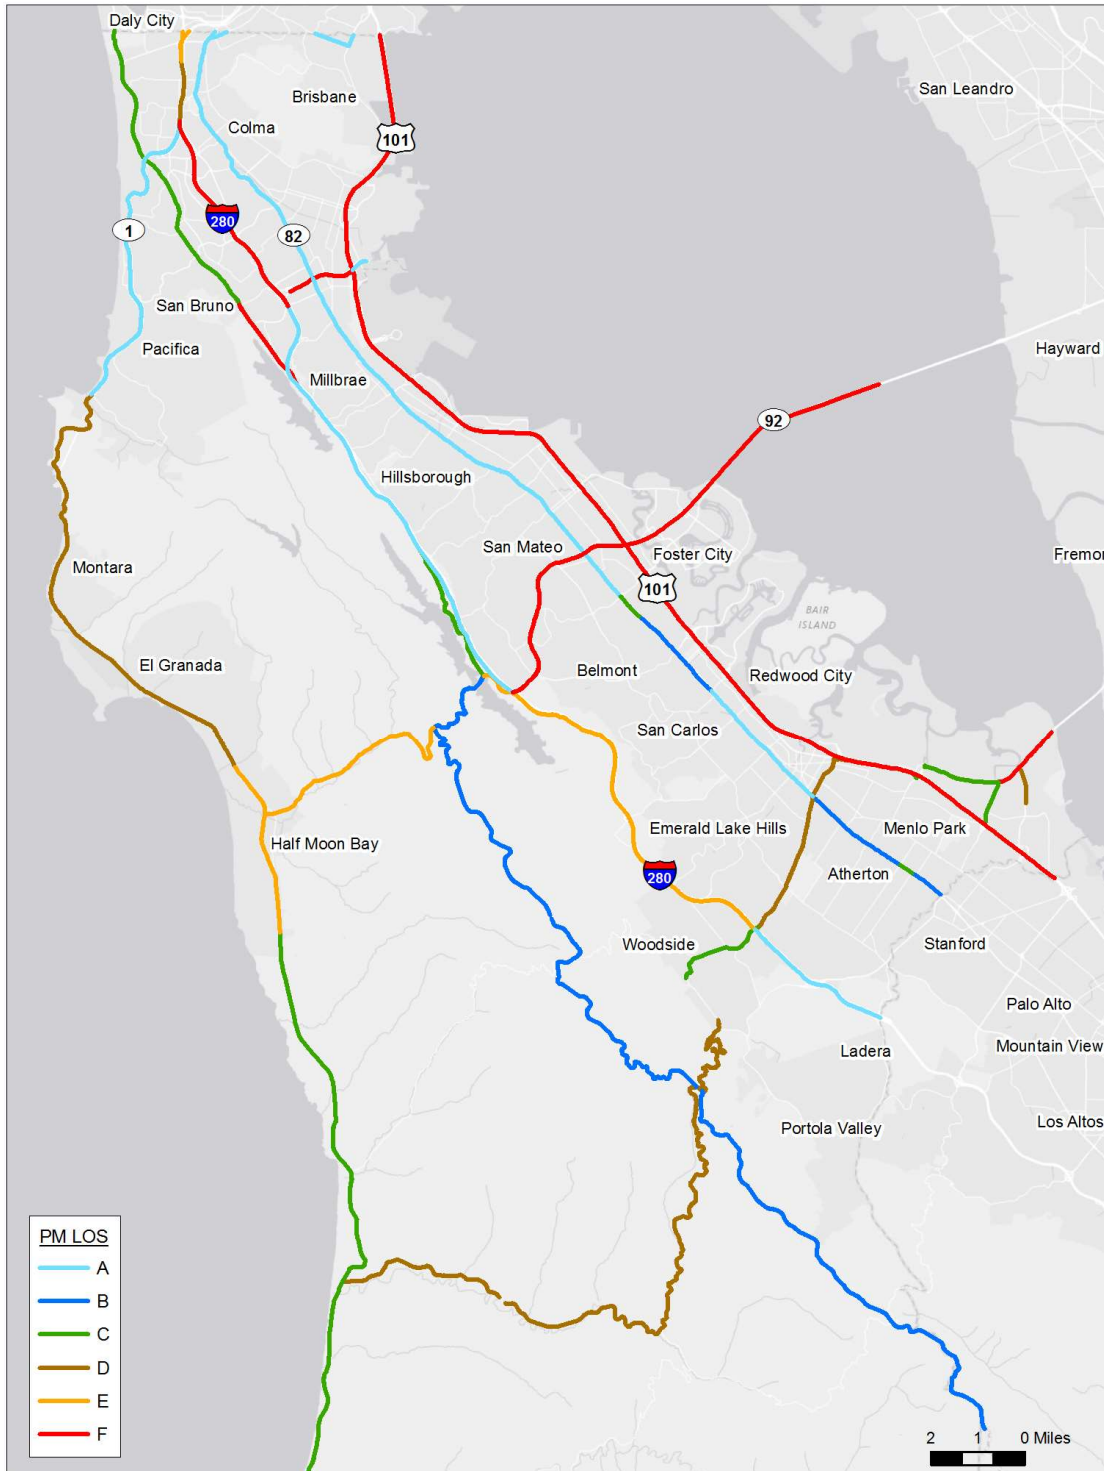 Daly City
San Leandro
Brisbane
Colma
101
280
1
82
San Bruno
Pacifica
Hayward
Millbrae
92
Hillsborough
San Mateo
Foster City
Fremon
Montara
101
BAIR
ISLAND
El Granada
Belmont
Redwood City
San Carlos
Emerald Lake Hills
Menlo Park
Half Moon Bay
280
Atherton
Woodside
Stanford
Palo Alto
Ladera
Mountain View
Portola Valley
Los Altos
PM LOS
A
B
C
D
E
F
2 1 0 Miles